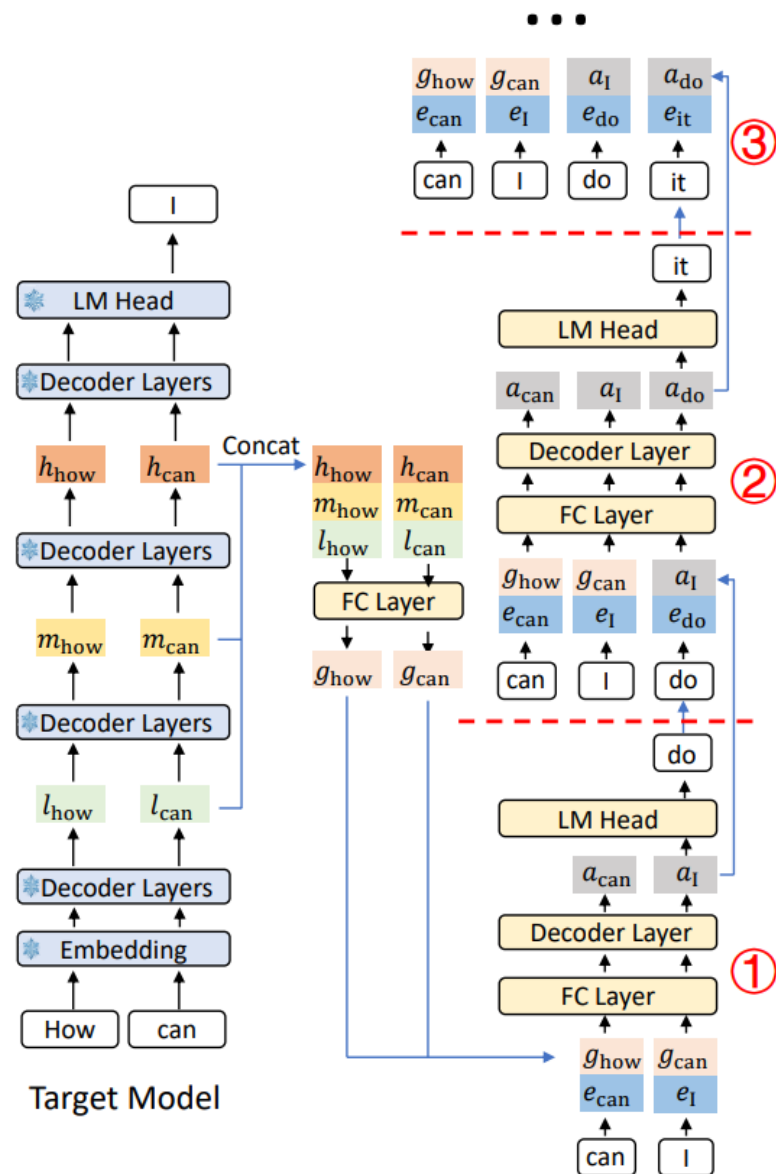 I
LM Head
Decoder Layers
h_how h_can
Decoder Layers
m_how m_can
Decoder Layers
l_how l_can
Decoder Layers
Embedding
How can
Target Model
Concat
h_how h_can
m_how m_can
l_how l_can
FC Layer
g_how g_can
...
g_how g_can a_I a_do
e_can e_I e_do e_it
can I do it
③
it
LM Head
a_can a_I a_do
Decoder Layer
②
FC Layer
g_how g_can a_I
e_can e_I e_do
can I do
do
LM Head
a_can a_I
Decoder Layer
①
FC Layer
g_how g_can
e_can e_I
can I